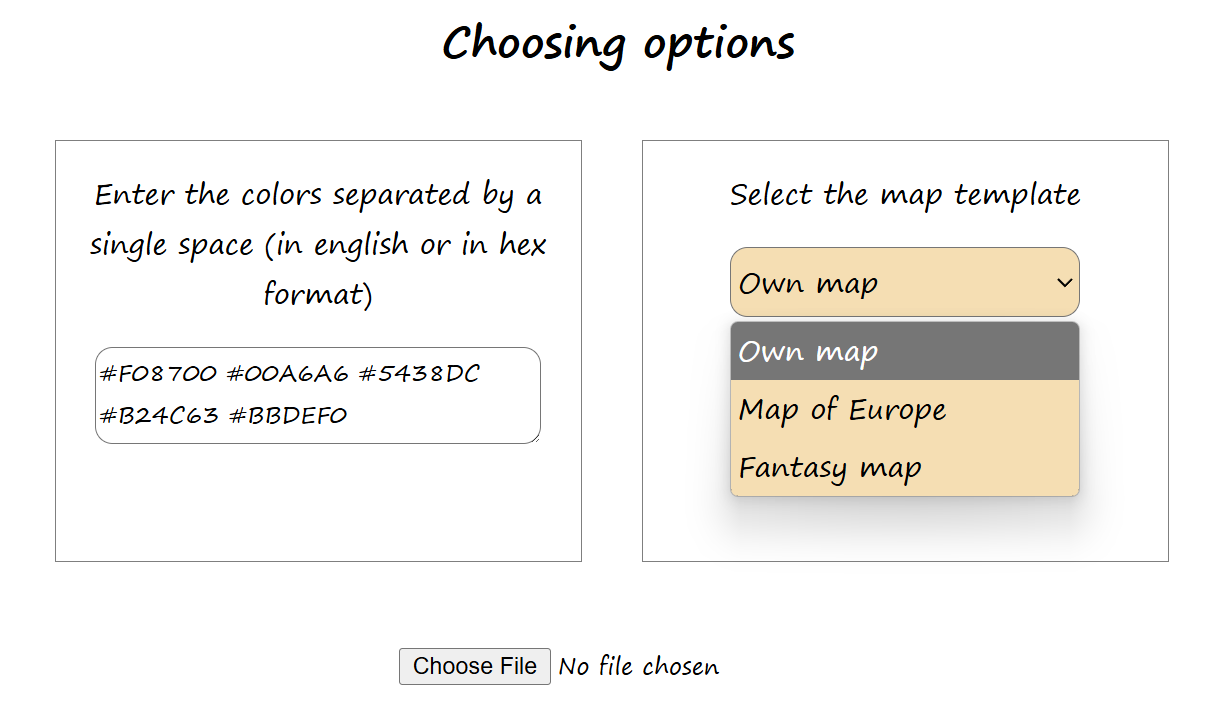 Choosing options
Enter the colors separated by a
single space (in english or in hex
format)
#F08700 #00A6A6 #5438DC
#B24C63 #BBDEF0
Select the map template
Own map
Own map
Map of Europe
Fantasy map
Choose File No file chosen